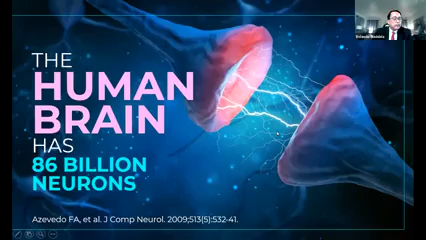 THE
HUMAN
BRAIN
HAS
86 BILLION
NEURONS
Azevedo FA, et al. J Comp Neurol. 2009;513(5):532-41.